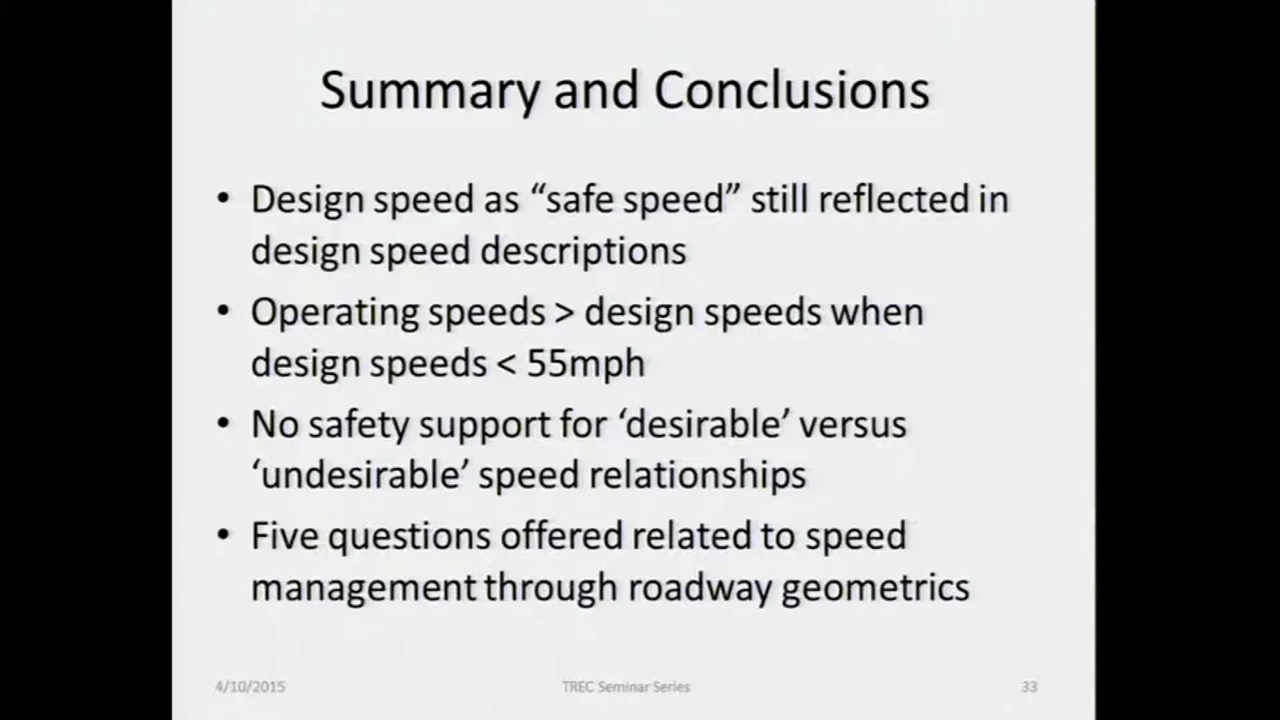 Summary and Conclusions
• Design speed as “safe speed” still reflected in
design speed descriptions
• Operating speeds > design speeds when
design speeds < 55mph
• No safety support for ‘desirable’ versus
‘undesirable’ speed relationships
• Five questions offered related to speed
management through roadway geometrics
4/10/2015 TREC Seminar Series 33